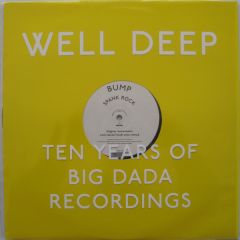 WELL DEEP
BUMP
SPANK ROCK
TEN YEARS OF
BIG DADA
RECORDINGS